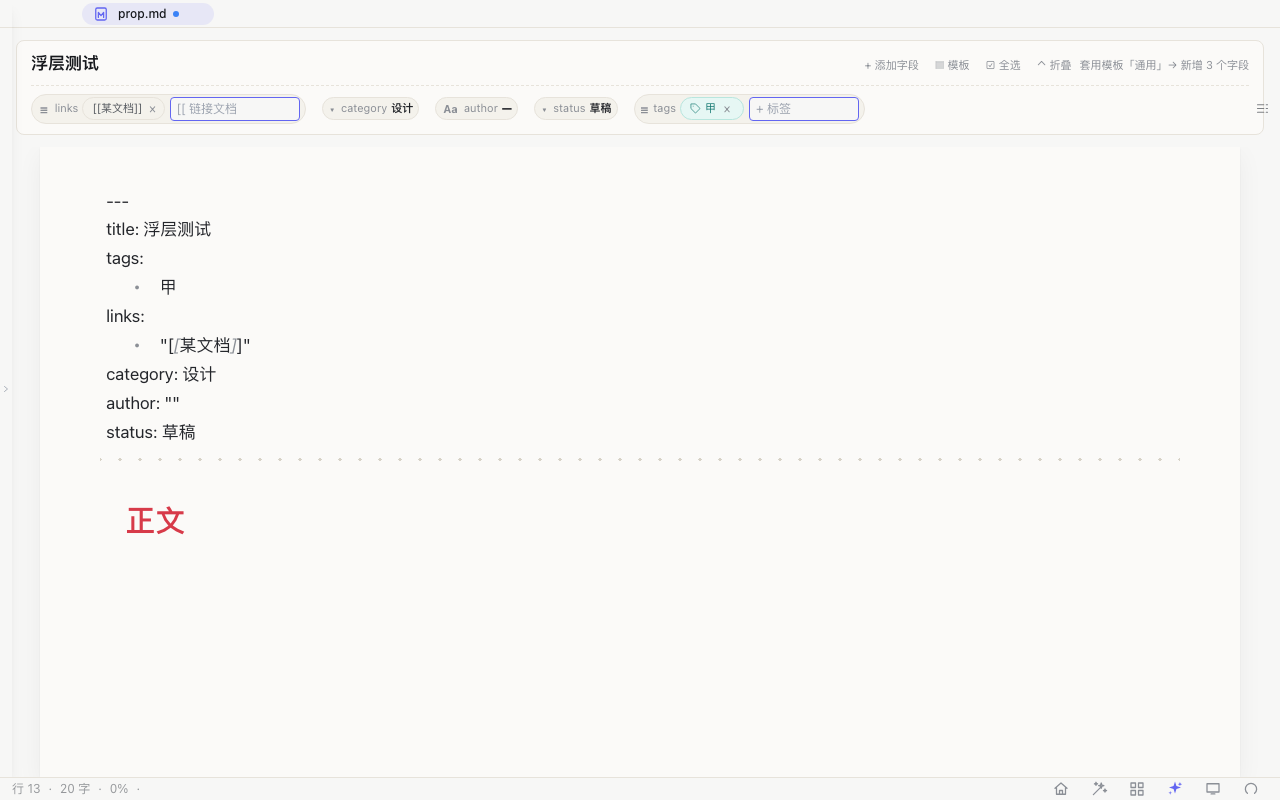 prop.md
浮层测试
+ 添加字段 模板 全选 折叠 套用模板「通用」→ 新增 3 个字段
links [[某文档]] × [[ 链接文档 category 设计 Aa author — status 草稿 tags 甲 × + 标签
---
title: 浮层测试
tags:
• 甲
links:
• "[[某文档]]"
category: 设计
author: ""
status: 草稿
正文
行 13 · 20 字 · 0% ·